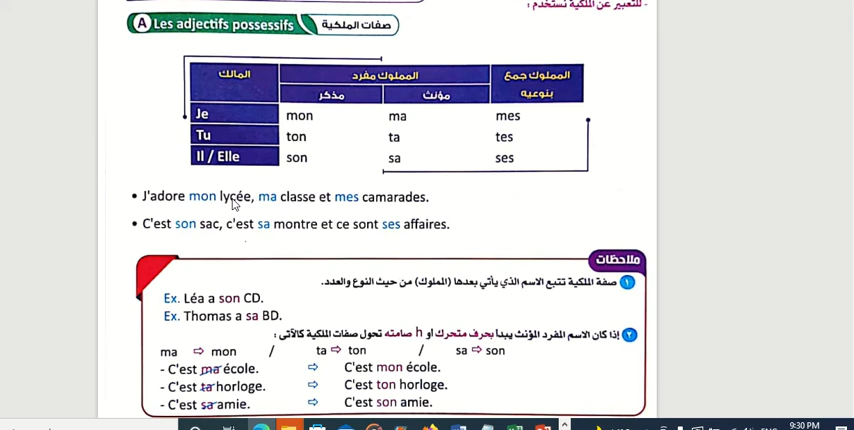 - للتعبير عن الملكية نستخدم :
A Les adjectifs possessifs صفات الملكية
المالك المملوك مفرد المملوك جمع بنوعيه
مذكر مؤنث
Je mon ma mes
Tu ton ta tes
Il / Elle son sa ses
• J'adore mon lycée, ma classe et mes camarades.
• C'est son sac, c'est sa montre et ce sont ses affaires.
ملاحظات
١ صفة الملكية تتبع الاسم الذي يأتي بعدها (المملوك) من حيث النوع والعدد.
Ex. Léa a son CD.
Ex. Thomas a sa BD.
٢ إذا كان الاسم المفرد المؤنث يبدأ بحرف متحرك أو h صامته تحول صفات الملكية كالآتي :
ma ⇨ mon / ta ⇨ ton / sa ⇨ son
- C'est ma école. ⇨ C'est mon école.
- C'est ta horloge. ⇨ C'est ton horloge.
- C'est sa amie. ⇨ C'est son amie.
9:30 PM